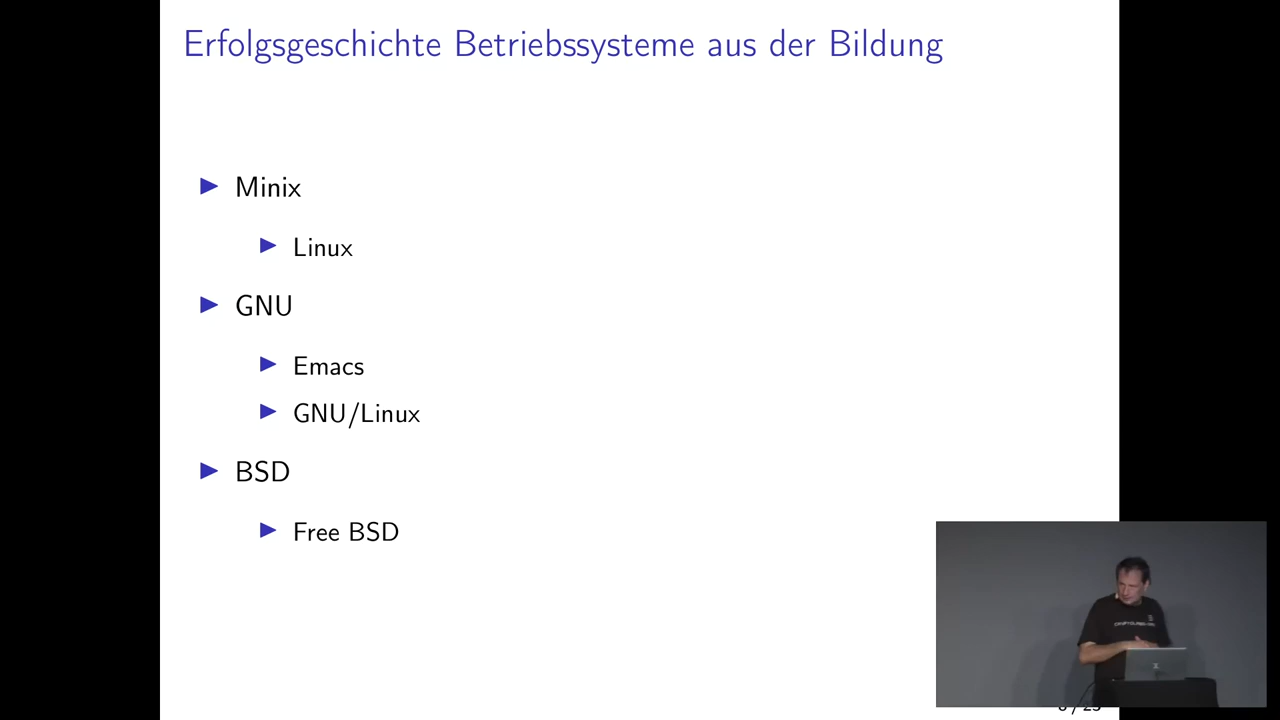 Erfolgsgeschichte Betriebssysteme aus der Bildung
Minix
Linux
GNU
Emacs
GNU/Linux
BSD
Free BSD